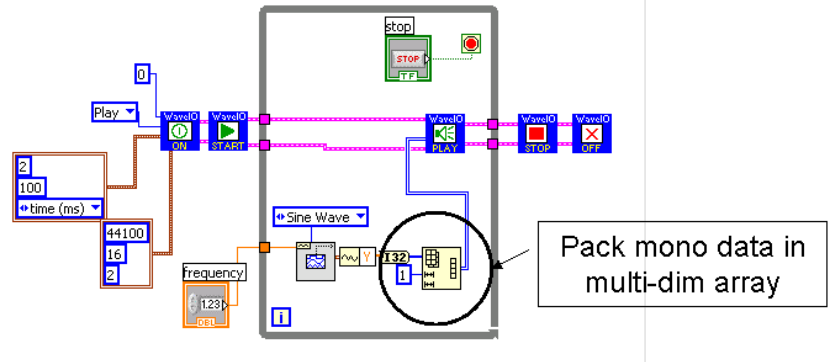 stop
STOP
TF
0
Play
WaveIO
ON
WaveIO
START
WaveIO
PLAY
WaveIO
STOP
WaveIO
OFF
2
100
time (ms)
44100
16
2
Sine Wave
frequency
1.23
DBL
Y
I32
1
i
Pack mono data in
multi-dim array